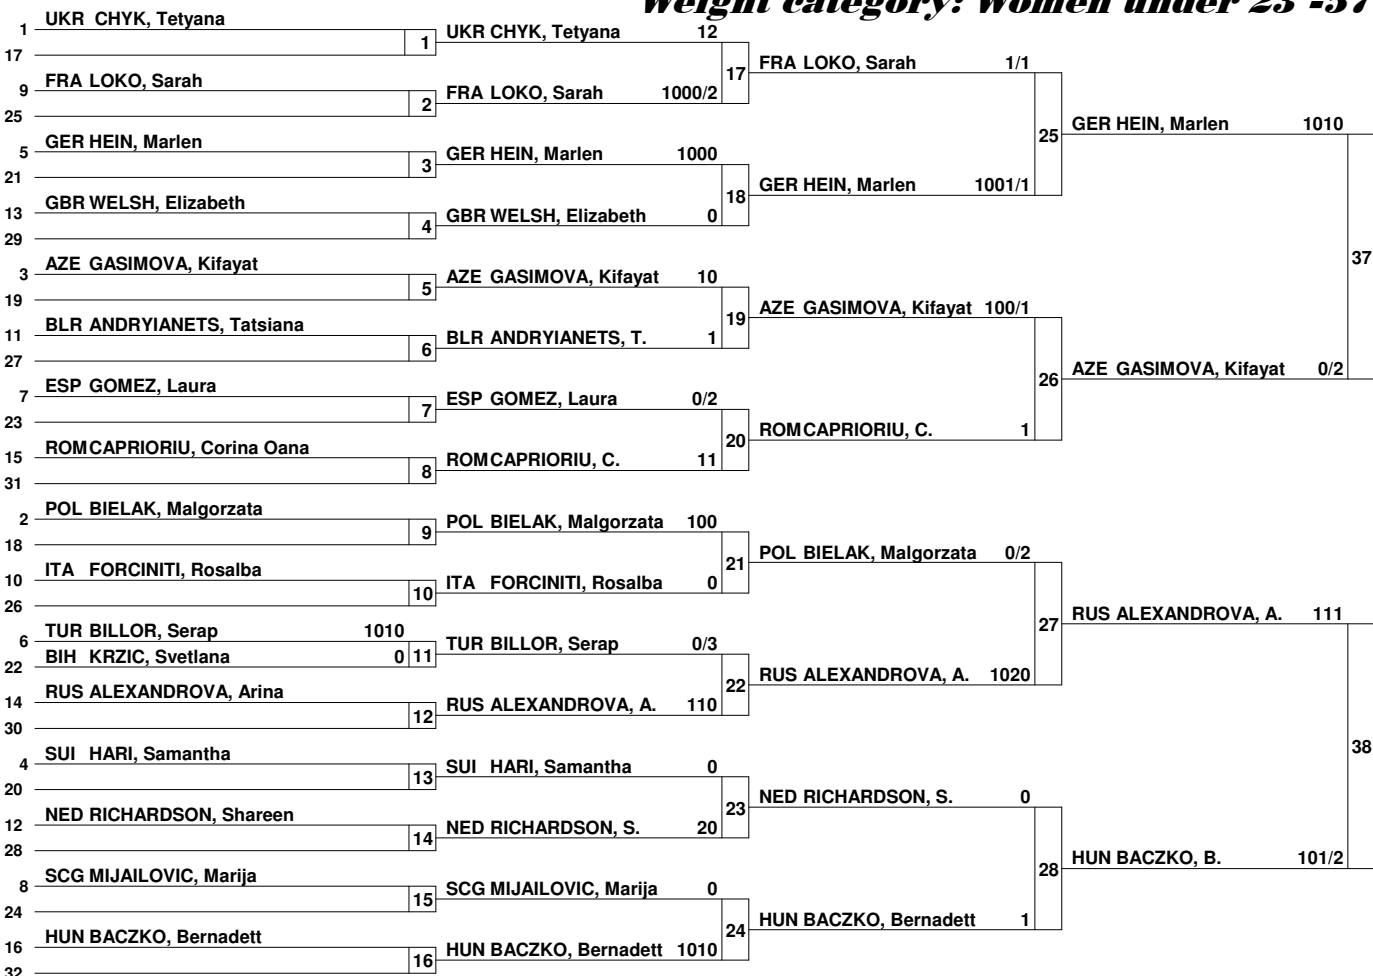 Weight category: Women under 23 -57
1 UKR CHYK, Tetyana
17
1
UKR CHYK, Tetyana 12
9 FRA LOKO, Sarah
25
2
FRA LOKO, Sarah 1000/2
17
FRA LOKO, Sarah 1/1
5 GER HEIN, Marlen
21
3
GER HEIN, Marlen 1000
13 GBR WELSH, Elizabeth
29
4
GBR WELSH, Elizabeth 0
18
GER HEIN, Marlen 1001/1
25
GER HEIN, Marlen 1010
3 AZE GASIMOVA, Kifayat
19
5
AZE GASIMOVA, Kifayat 10
11 BLR ANDRYIANETS, Tatsiana
27
6
BLR ANDRYIANETS, T. 1
19
AZE GASIMOVA, Kifayat 100/1
7 ESP GOMEZ, Laura
23
7
ESP GOMEZ, Laura 0/2
15 ROM CAPRIORIU, Corina Oana
31
8
ROM CAPRIORIU, C. 11
20
ROM CAPRIORIU, C. 1
26
AZE GASIMOVA, Kifayat 0/2
37
2 POL BIELAK, Malgorzata
18
9
POL BIELAK, Malgorzata 100
10 ITA FORCINITI, Rosalba
26
10
ITA FORCINITI, Rosalba 0
21
POL BIELAK, Malgorzata 0/2
6 TUR BILLOR, Serap 1010
22 BIH KRZIC, Svetlana 0
11
TUR BILLOR, Serap 0/3
14 RUS ALEXANDROVA, Arina
30
12
RUS ALEXANDROVA, A. 110
22
RUS ALEXANDROVA, A. 1020
27
RUS ALEXANDROVA, A. 111
4 SUI HARI, Samantha
20
13
SUI HARI, Samantha 0
12 NED RICHARDSON, Shareen
28
14
NED RICHARDSON, S. 20
23
NED RICHARDSON, S. 0
8 SCG MIJAILOVIC, Marija
24
15
SCG MIJAILOVIC, Marija 0
16 HUN BACZKO, Bernadett
32
16
HUN BACZKO, Bernadett 1010
24
HUN BACZKO, Bernadett 1
28
HUN BACZKO, B. 101/2
38